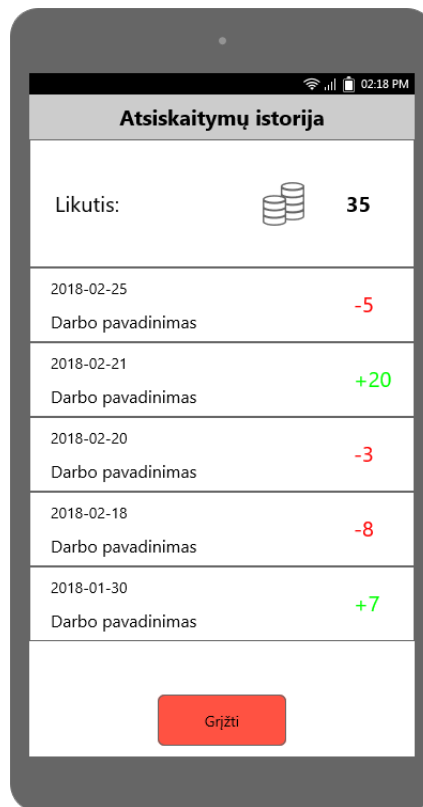 02:18 PM
Atsiskaitymų istorija
Likutis: 35
2018-02-25
-5
Darbo pavadinimas
2018-02-21
+20
Darbo pavadinimas
2018-02-20
-3
Darbo pavadinimas
2018-02-18
-8
Darbo pavadinimas
2018-01-30
+7
Darbo pavadinimas
Grįžti